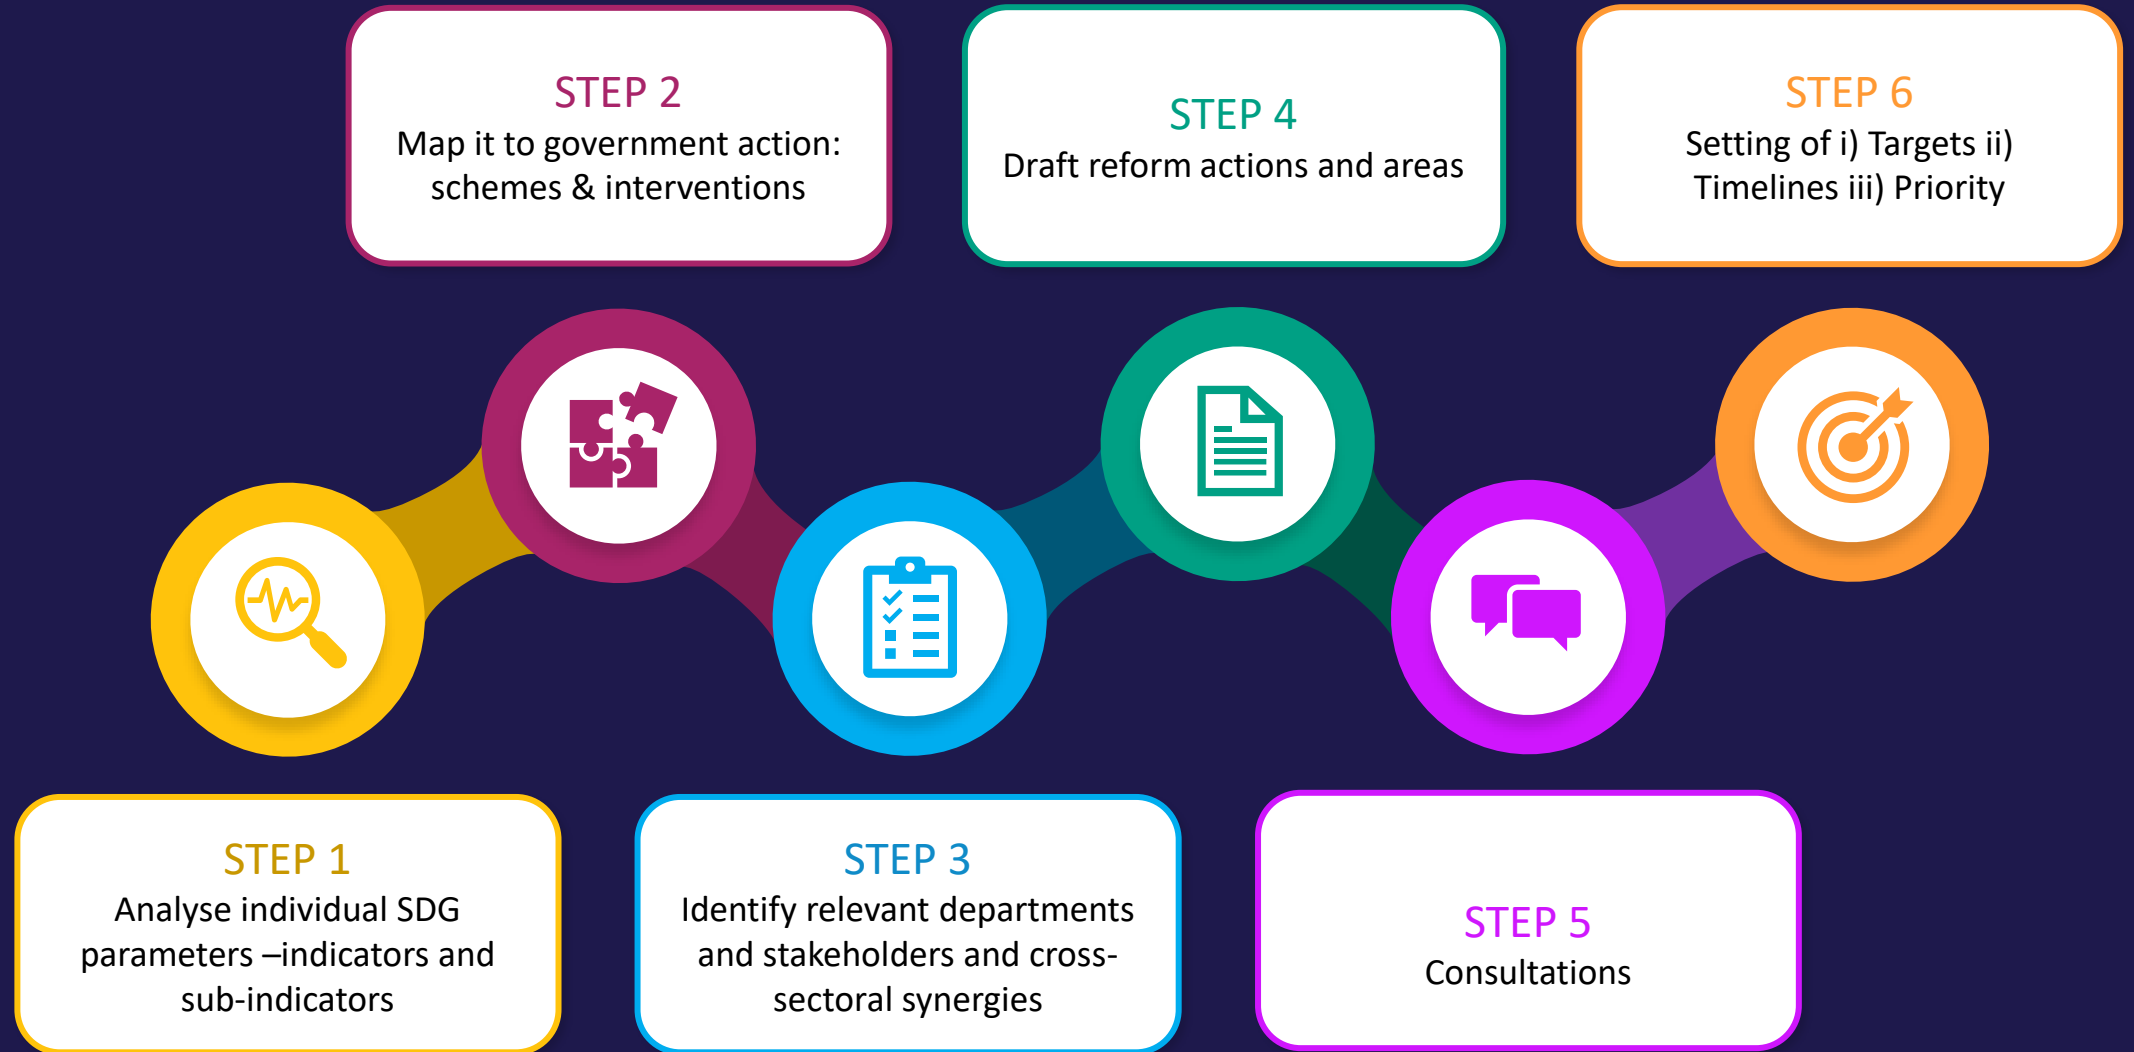 STEP 2
Map it to government action:
schemes & interventions
STEP 4
Draft reform actions and areas
STEP 6
Setting of i) Targets ii)
Timelines iii) Priority
STEP 1
Analyse individual SDG
parameters –indicators and
sub-indicators
STEP 3
Identify relevant departments
and stakeholders and cross-
sectoral synergies
STEP 5
Consultations